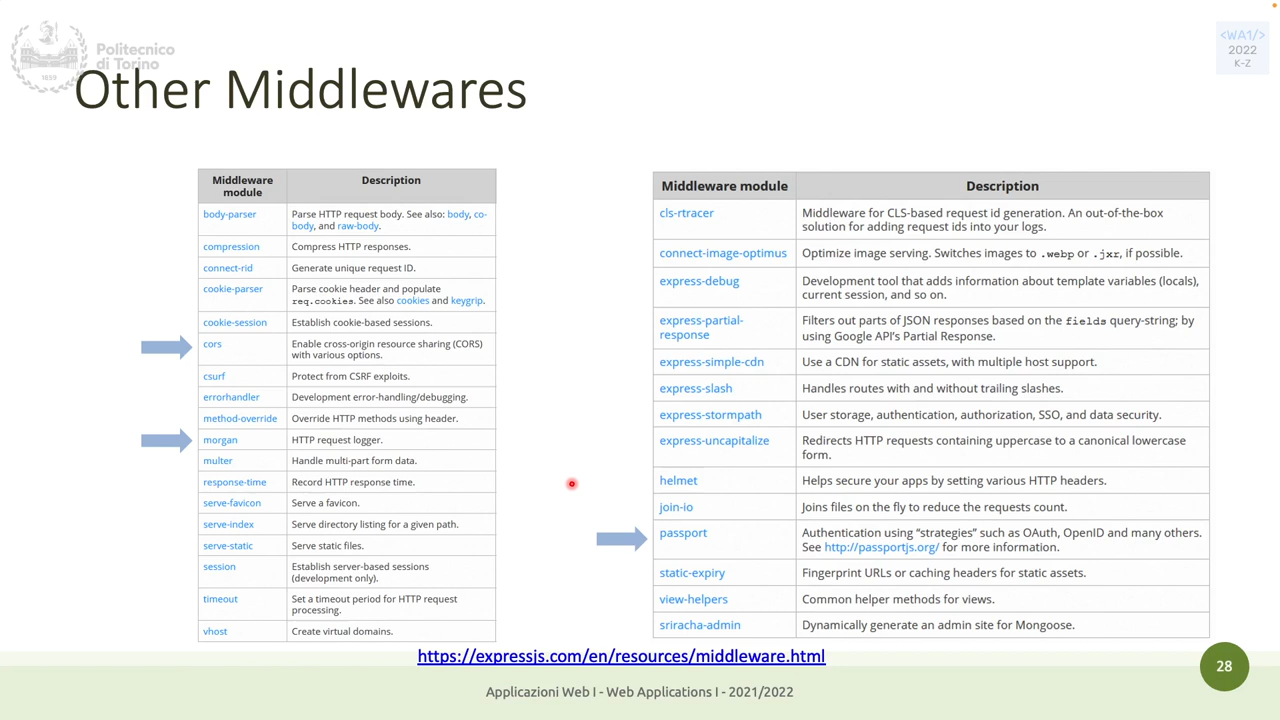 Politecnico
di Torino
1859
<WA1/>
2022
K-Z
Other Middlewares
Middleware
module
Description
body-parser
Parse HTTP request body. See also: body, co-
body, and raw-body.
compression
Compress HTTP responses.
connect-rid
Generate unique request ID.
cookie-parser
Parse cookie header and populate
req.cookies. See also cookies and keygrip.
cookie-session
Establish cookie-based sessions.
cors
Enable cross-origin resource sharing (CORS)
with various options.
csurf
Protect from CSRF exploits.
errorhandler
Development error-handling/debugging.
method-override
Override HTTP methods using header.
morgan
HTTP request logger.
multer
Handle multi-part form data.
response-time
Record HTTP response time.
serve-favicon
Serve a favicon.
serve-index
Serve directory listing for a given path.
serve-static
Serve static files.
session
Establish server-based sessions
(development only).
timeout
Set a timeout period for HTTP request
processing.
vhost
Create virtual domains.
Middleware module
Description
cls-rtracer
Middleware for CLS-based request id generation. An out-of-the-box
solution for adding request ids into your logs.
connect-image-optimus
Optimize image serving. Switches images to .webp or .jxr, if possible.
express-debug
Development tool that adds information about template variables (locals),
current session, and so on.
express-partial-
response
Filters out parts of JSON responses based on the fields query-string; by
using Google API's Partial Response.
express-simple-cdn
Use a CDN for static assets, with multiple host support.
express-slash
Handles routes with and without trailing slashes.
express-stormpath
User storage, authentication, authorization, SSO, and data security.
express-uncapitalize
Redirects HTTP requests containing uppercase to a canonical lowercase
form.
helmet
Helps secure your apps by setting various HTTP headers.
join-io
Joins files on the fly to reduce the requests count.
passport
Authentication using “strategies” such as OAuth, OpenID and many others.
See http://passportjs.org/ for more information.
static-expiry
Fingerprint URLs or caching headers for static assets.
view-helpers
Common helper methods for views.
sriracha-admin
Dynamically generate an admin site for Mongoose.
https://expressjs.com/en/resources/middleware.html
28
Applicazioni Web I - Web Applications I - 2021/2022